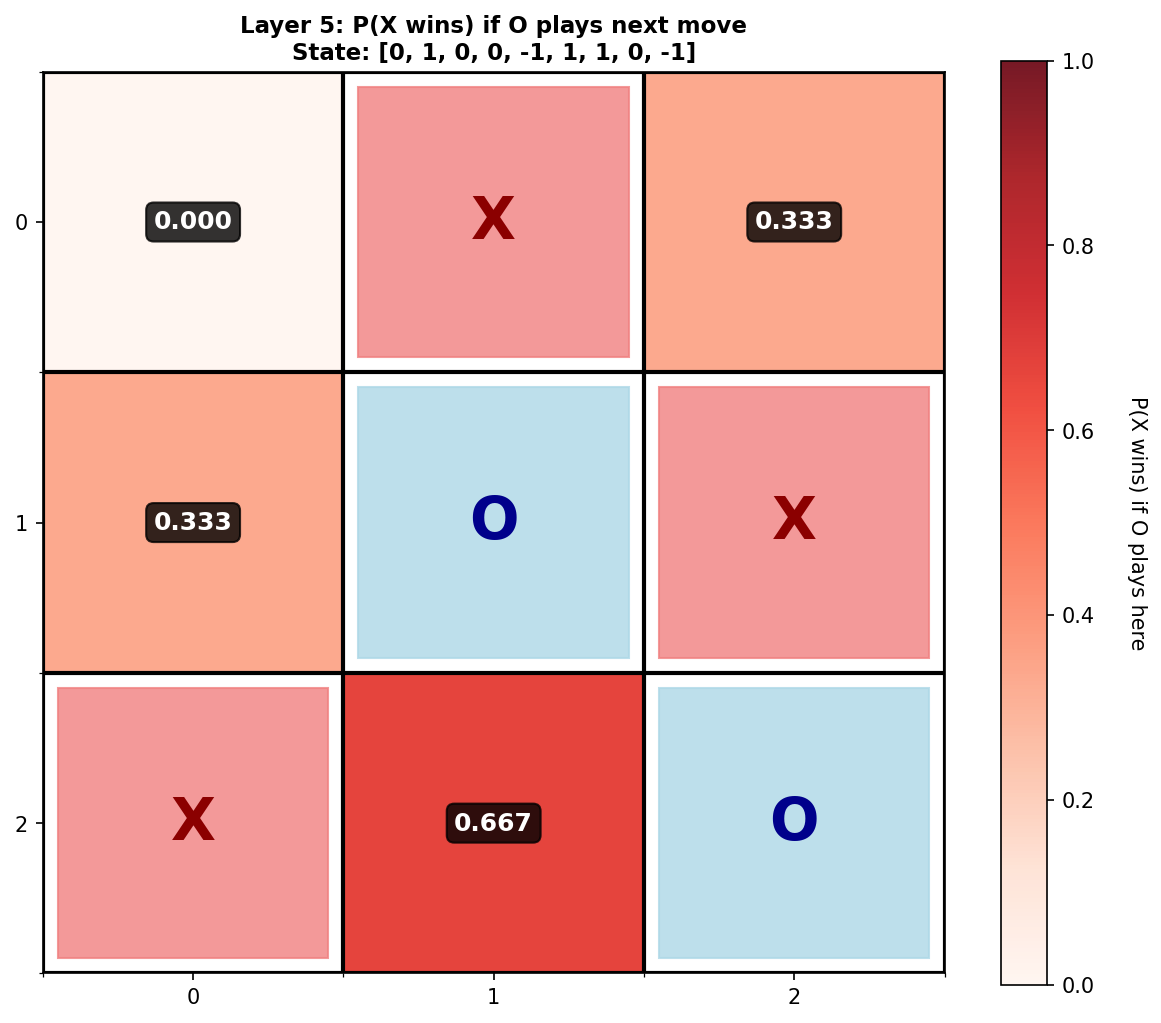 Layer 5: P(X wins) if O plays next move
State: [0, 1, 0, 0, -1, 1, 1, 0, -1]
0
0.000
X
0.333
1
0.333
O
X
2
X
0.667
O
0
1
2
1.0
0.8
0.6
0.4
0.2
0.0
P(X wins) if O plays here